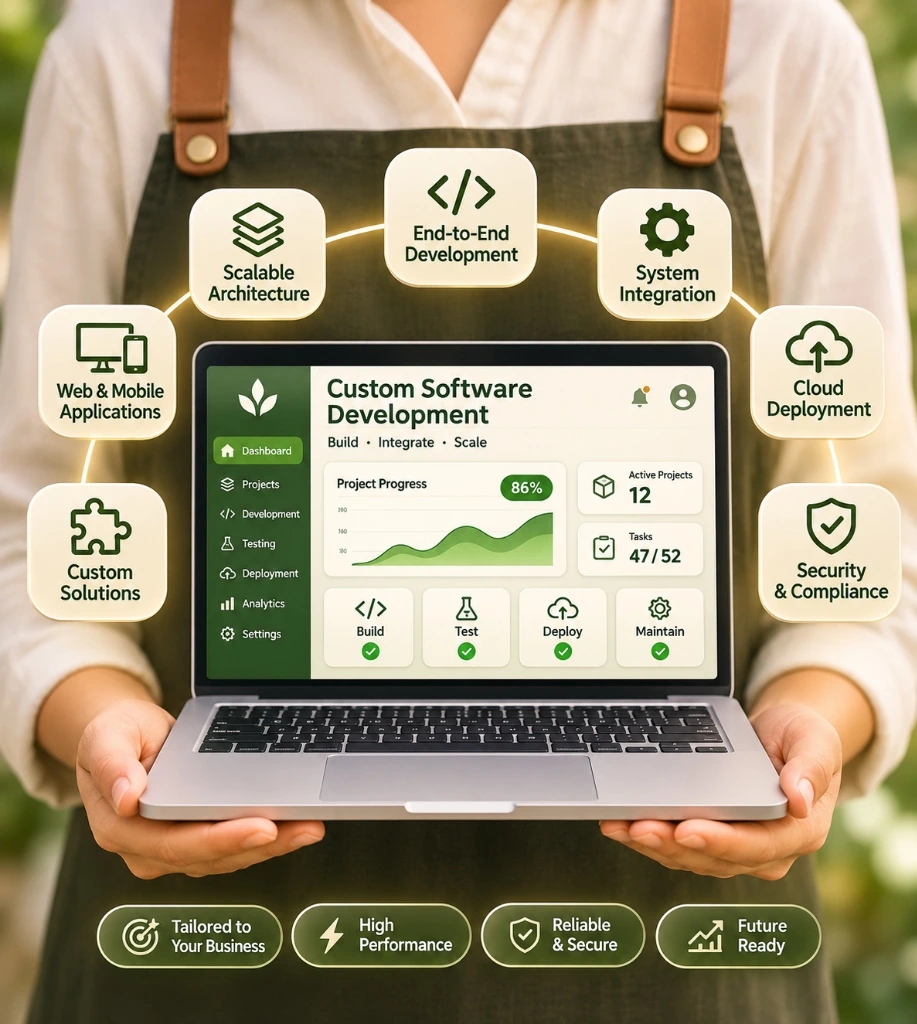 End-to-End
Development
Scalable
Architecture
System
Integration
Web & Mobile
Applications
Cloud
Deployment
Custom
Solutions
Security
& Compliance
Custom Software
Development
Build • Integrate • Scale
Dashboard
Projects
Development
Testing
Deployment
Analytics
Settings
Project Progress
86%
Active Projects
12
Tasks
47 / 52
Build
Test
Deploy
Maintain
Tailored to
Your Business
High
Performance
Reliable
& Secure
Future
Ready